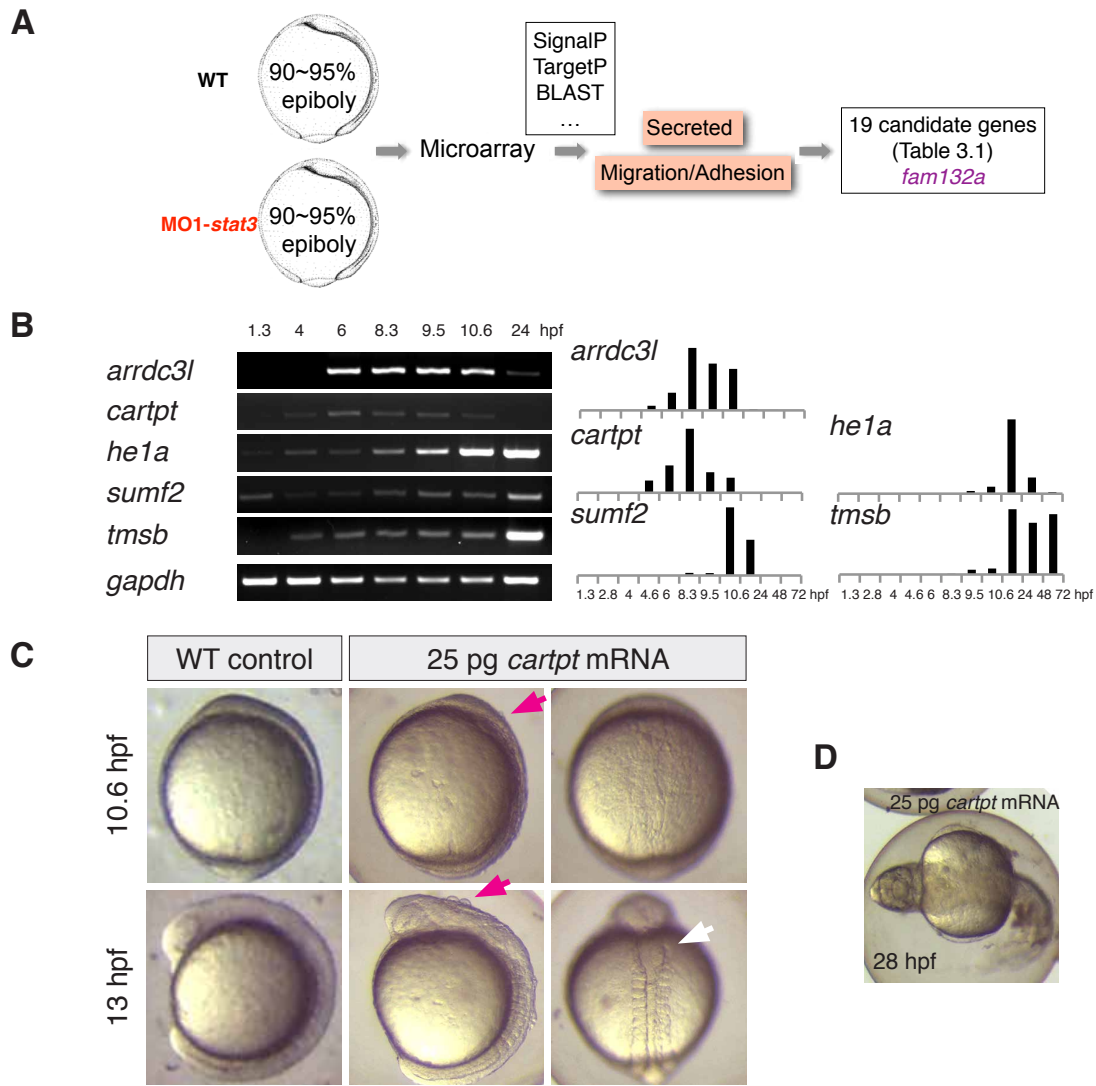 A
WT
90~95%
epiboly
MO1-stat3
90~95%
epiboly
Microarray
SignalP
TargetP
BLAST
...
Secreted
Migration/Adhesion
19 candidate genes
(Table 3.1)
fam132a
B
1.3 4 6 8.3 9.5 10.6 24 hpf
arrdc3l
cartpt
he1a
sumf2
tmsb
gapdh
arrdc3l
cartpt
sumf2
1.3 2.8 4 4.6 6 8.3 9.5 10.6 24 48 72 hpf
he1a
tmsb
1.3 2.8 4 4.6 6 8.3 9.5 10.6 24 48 72 hpf
C
WT control
25 pg cartpt mRNA
10.6 hpf
13 hpf
D
25 pg cartpt mRNA
28 hpf